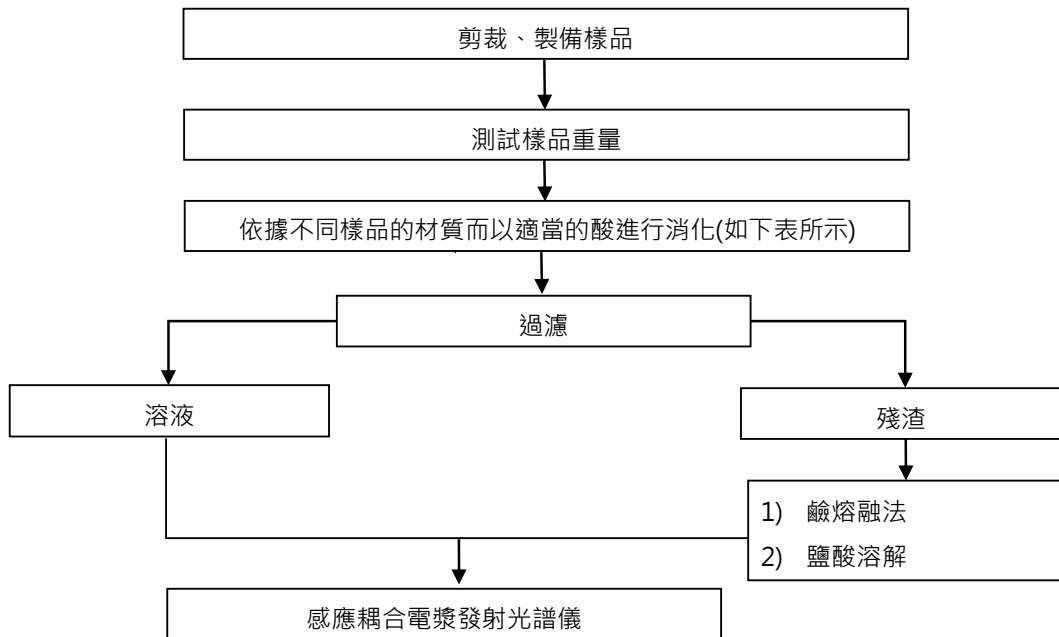 剪裁、製備樣品
測試樣品重量
依據不同樣品的材質而以適當的酸進行消化(如下表所示)
過濾
溶液
殘渣
1) 鹼熔融法
2) 鹽酸溶解
感應耦合電漿發射光譜儀